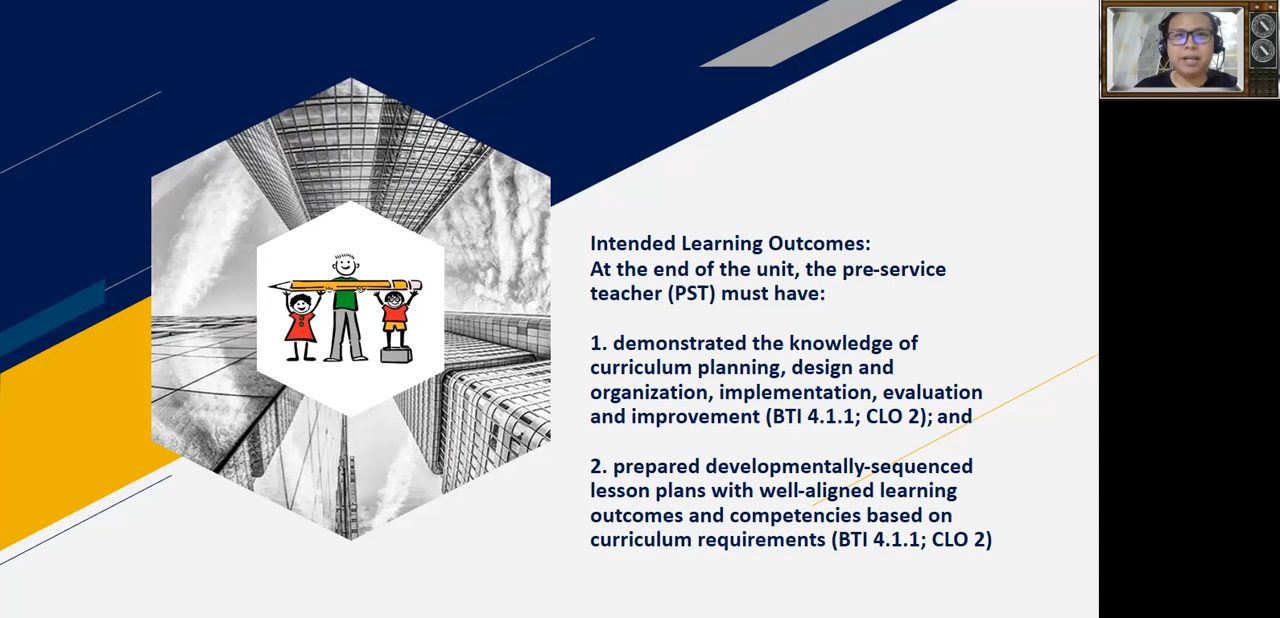 Intended Learning Outcomes:
At the end of the unit, the pre-service
teacher (PST) must have:
1. demonstrated the knowledge of
curriculum planning, design and
organization, implementation, evaluation
and improvement (BTI 4.1.1; CLO 2); and
2. prepared developmentally-sequenced
lesson plans with well-aligned learning
outcomes and competencies based on
curriculum requirements (BTI 4.1.1; CLO 2)